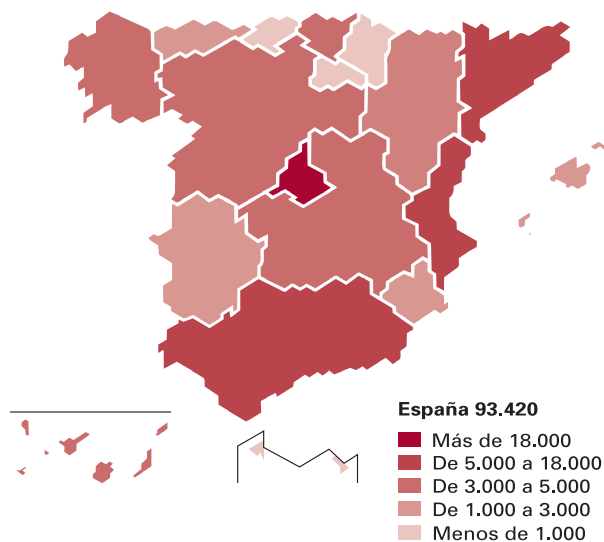 España 93.420
Más de 18.000
De 5.000 a 18.000
De 3.000 a 5.000
De 1.000 a 3.000
Menos de 1.000